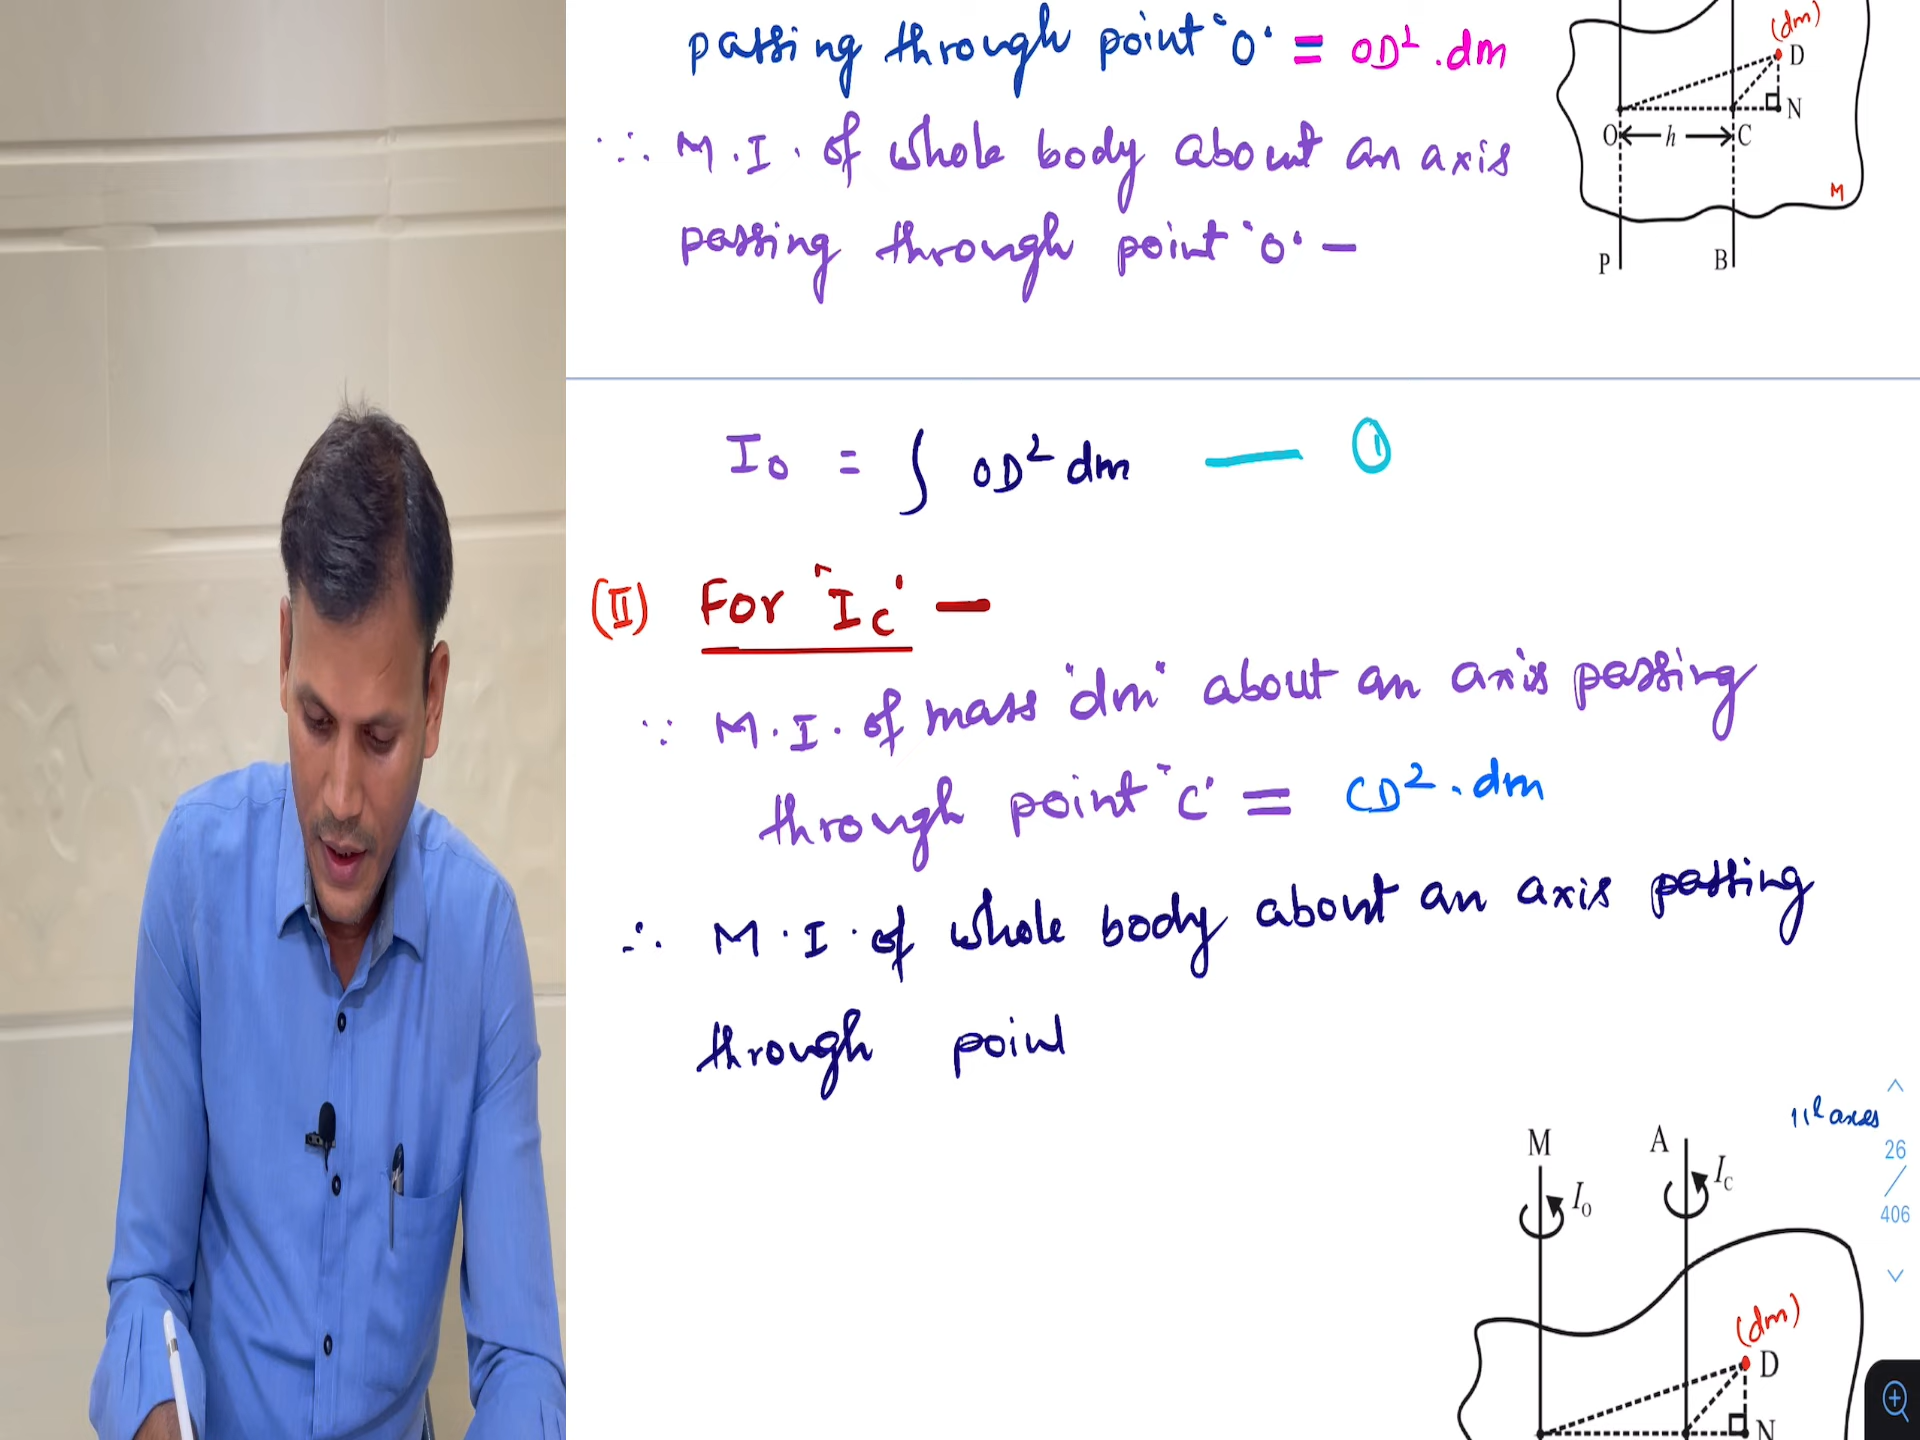 passing through point 'O' = OD² . dm
∴ M.I. of whole body about an axis
passing through point 'O' —
(dm)
D
N
O
h
C
M
P
B
I₀ = ∫ OD² dm — ①
(II) For 'Ic' —
∵ M.I. of mass "dm" about an axis passing
through point 'C' = CD² . dm
∴ M.I. of whole body about an axis passing
through point
11ˡ axes
26
/
406
M
A
I₀
Ic
(dm)
D
N